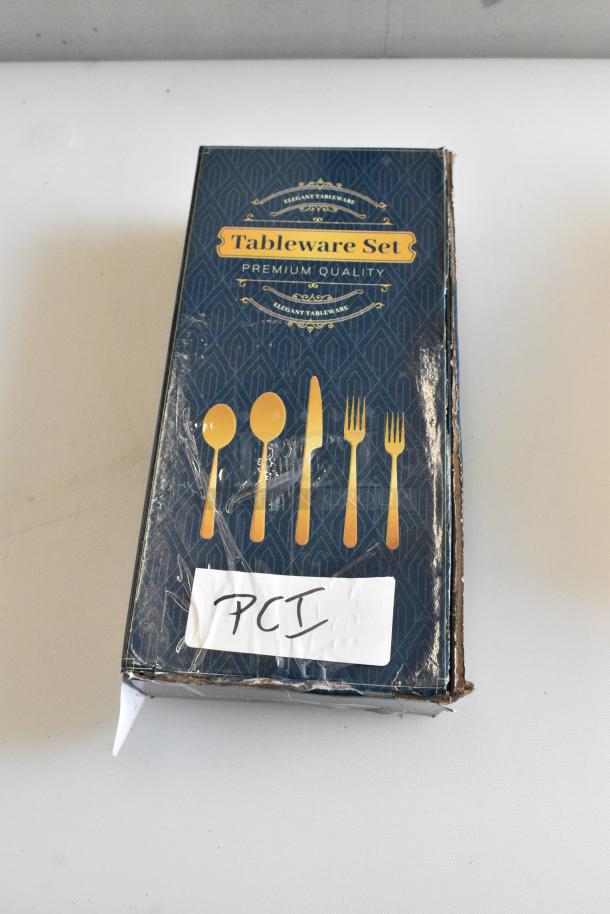 ELEGANT TABLEWARE
Tableware Set
PREMIUM QUALITY
ELEGANT TABLEWARE
PCI